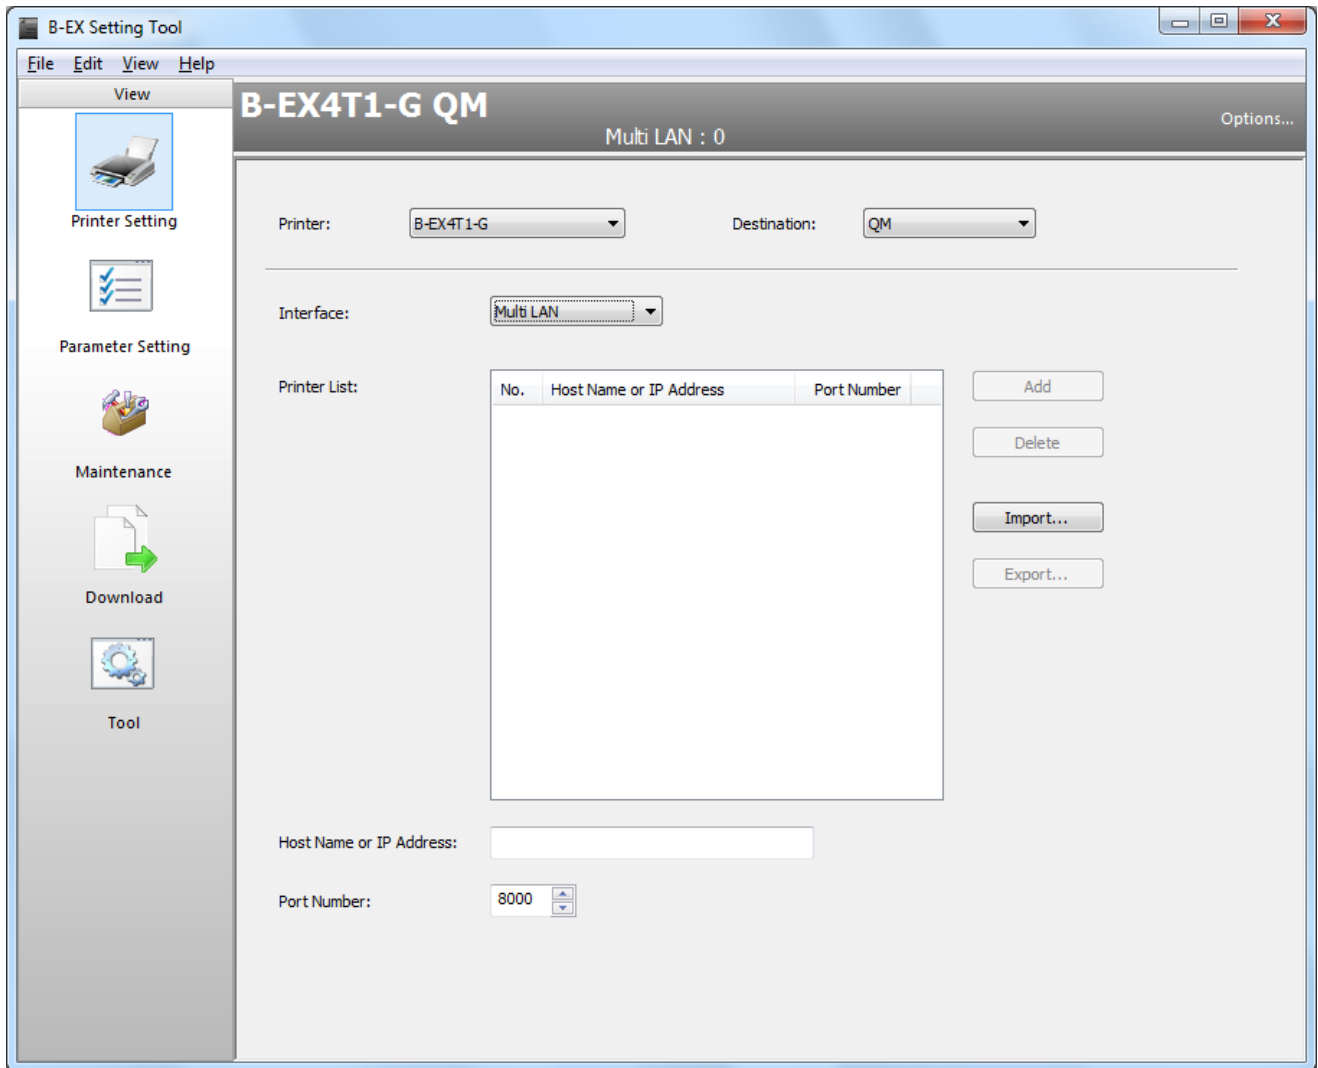 B-EX Setting Tool
File Edit View Help
View
Printer Setting
Parameter Setting
Maintenance
Download
Tool
B-EX4T1-G QM
Multi LAN : 0
Options...
Printer: B-EX4T1-G Destination: QM
Interface: Multi LAN
Printer List:
No. Host Name or IP Address Port Number
Add
Delete
Import...
Export...
Host Name or IP Address:
Port Number: 8000